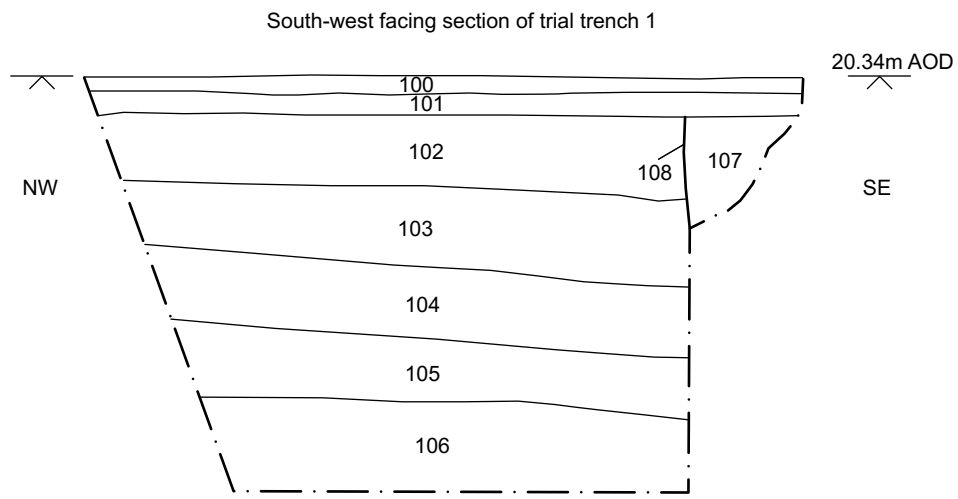 South-west facing section of trial trench 1
20.34m AOD
100
101
102
107
108
NW
SE
103
104
105
106